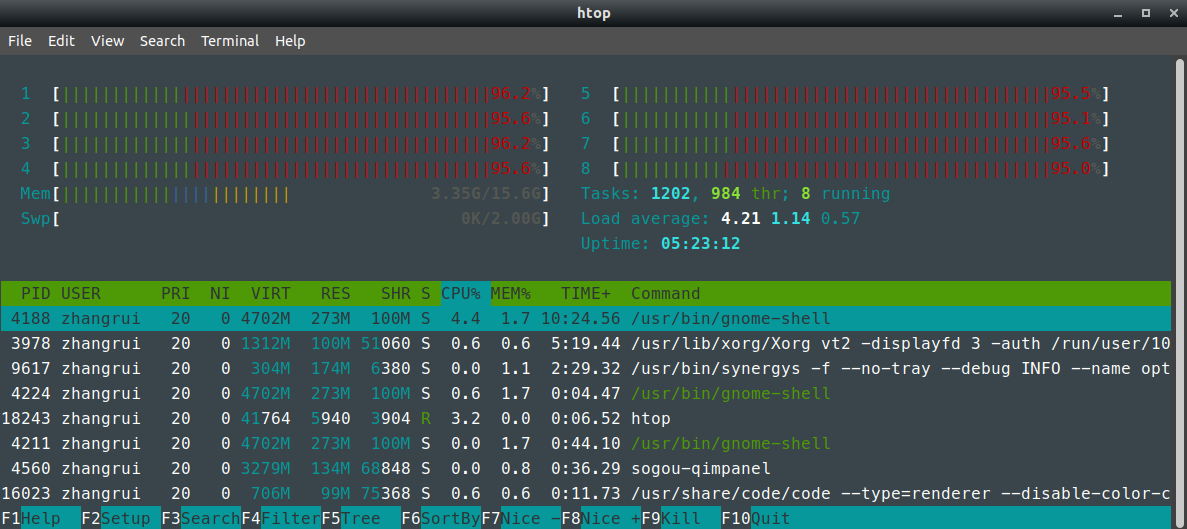 htop
File Edit View Search Terminal Help
1 [||||||||||||||||||||||||||||||||||||||||||||96.2%] 5 [||||||||||||||||||||||||||||||||||||||||||||95.5%]
2 [||||||||||||||||||||||||||||||||||||||||||||95.6%] 6 [||||||||||||||||||||||||||||||||||||||||||||95.1%]
3 [||||||||||||||||||||||||||||||||||||||||||||96.2%] 7 [||||||||||||||||||||||||||||||||||||||||||||95.6%]
4 [||||||||||||||||||||||||||||||||||||||||||||95.6%] 8 [||||||||||||||||||||||||||||||||||||||||||||95.0%]
Mem[||||||||||||||||||||||| 3.35G/15.6G] Tasks: 1202, 984 thr; 8 running
Swp[ 0K/2.00G] Load average: 4.21 1.14 0.57
Uptime: 05:23:12
PID USER PRI NI VIRT RES SHR S CPU% MEM% TIME+ Command
4188 zhangrui 20 0 4702M 273M 100M S 4.4 1.7 10:24.56 /usr/bin/gnome-shell
3978 zhangrui 20 0 1312M 100M 51060 S 0.6 0.6 5:19.44 /usr/lib/xorg/Xorg vt2 -displayfd 3 -auth /run/user/10
9617 zhangrui 20 0 304M 174M 6380 S 0.0 1.1 2:29.32 /usr/bin/synergys -f --no-tray --debug INFO --name opt
4224 zhangrui 20 0 4702M 273M 100M S 0.6 1.7 0:04.47 /usr/bin/gnome-shell
18243 zhangrui 20 0 41764 5940 3904 R 3.2 0.0 0:06.52 htop
4211 zhangrui 20 0 4702M 273M 100M S 0.0 1.7 0:44.10 /usr/bin/gnome-shell
4560 zhangrui 20 0 3279M 134M 68848 S 0.0 0.8 0:36.29 sogou-qimpanel
16023 zhangrui 20 0 706M 99M 75368 S 0.6 0.6 0:11.73 /usr/share/code/code --type=renderer --disable-color-c
F1Help F2Setup F3SearchF4FilterF5Tree F6SortByF7Nice -F8Nice +F9Kill F10Quit